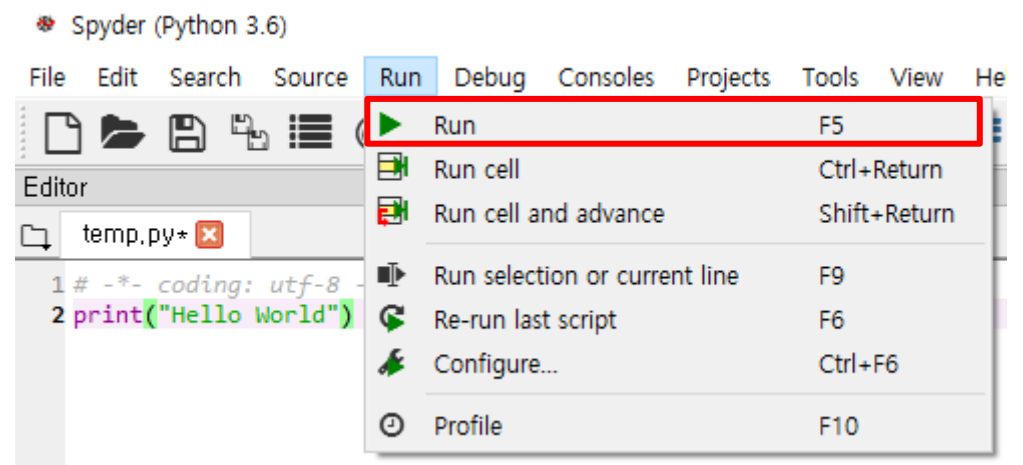 Spyder (Python 3.6)
File Edit Search Source Run Debug Consoles Projects Tools View He
Run F5
Run cell Ctrl+Return
Run cell and advance Shift+Return
Run selection or current line F9
Re-run last script F6
Configure... Ctrl+F6
Profile F10
Editor
temp.py*
1 # -*- coding: utf-8 -
2 print("Hello World")